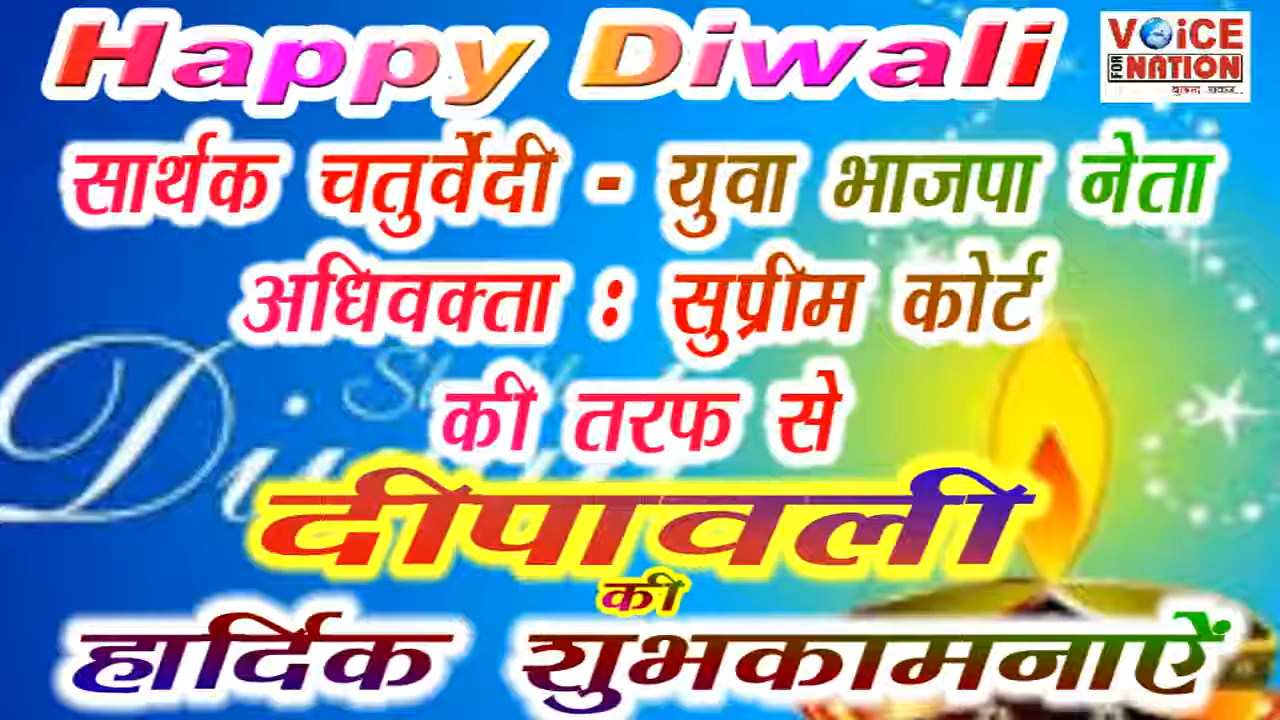 Happy Diwali
VOiCE
FOR NATION
सार्थक चतुर्वेदी - युवा भाजपा नेता
अधिवक्ता : सुप्रीम कोर्ट
की तरफ से
दीपावली
की
हार्दिक शुभकामनाऐं